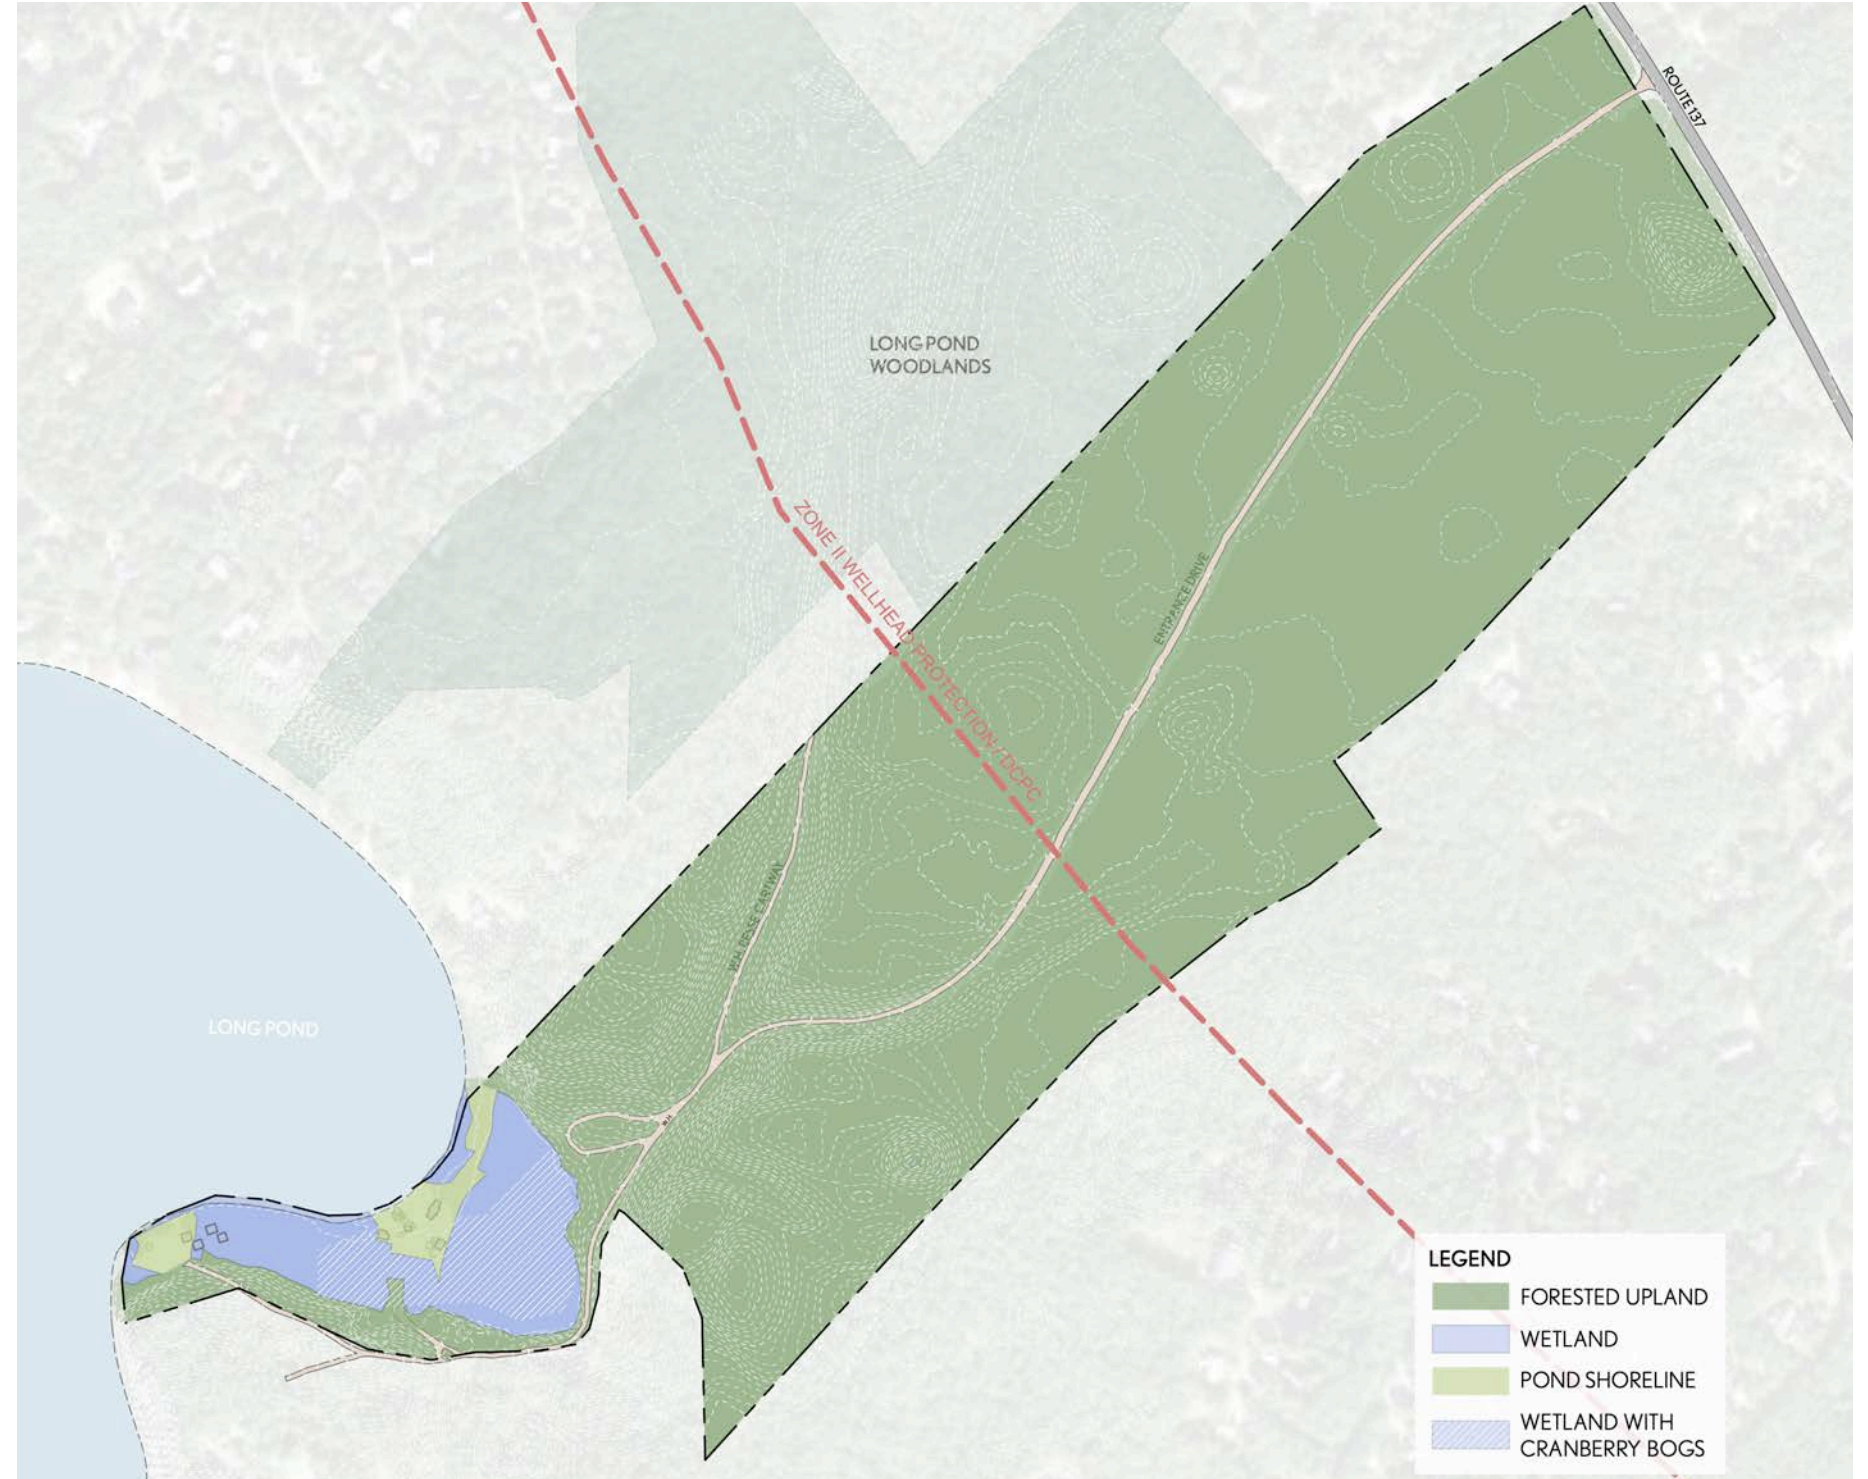 ROUTE 137
LONG POND
WOODLANDS
ZONE II WELLHEAD PROTECTION / DCPC
ENTRANCE DRIVE
CARTWAY
LONG POND
LEGEND
FORESTED UPLAND
WETLAND
POND SHORELINE
WETLAND WITH
CRANBERRY BOGS